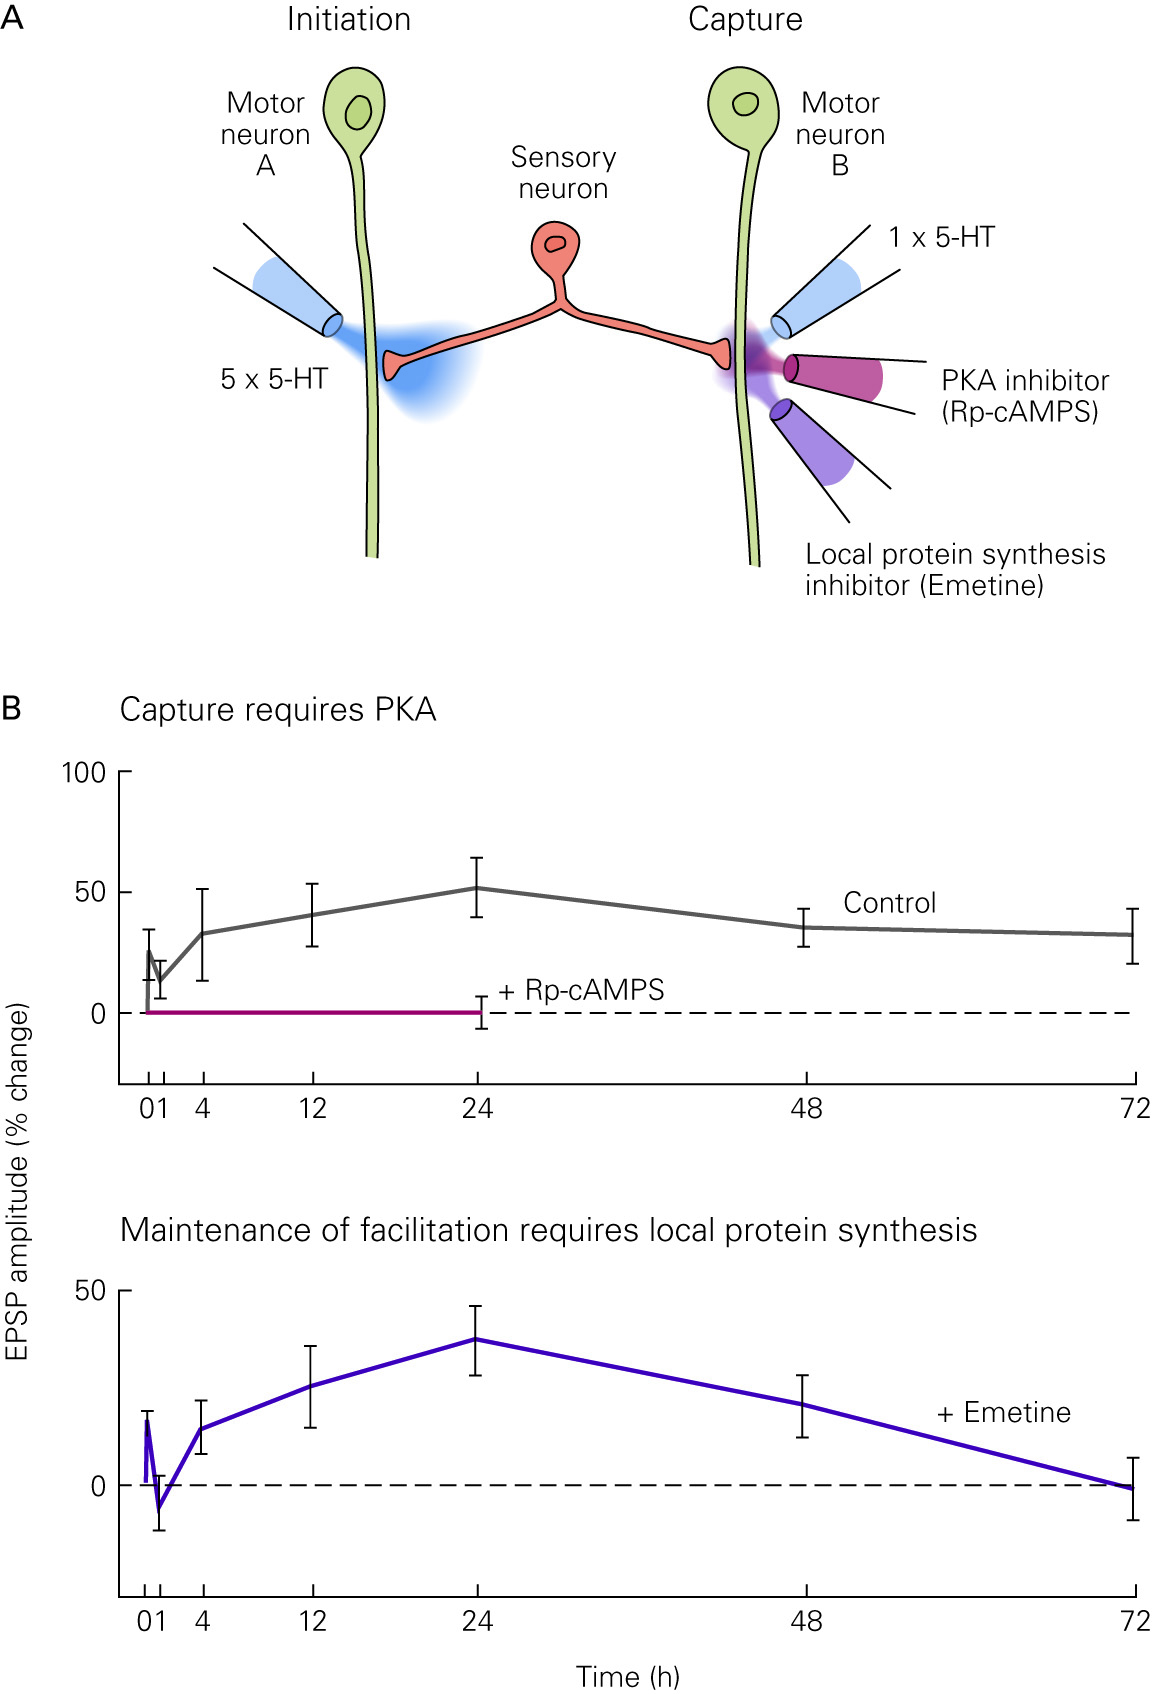 A
Initiation
Capture
Motor
neuron
A
Sensory
neuron
Motor
neuron
B
1 x 5-HT
5 x 5-HT
PKA inhibitor
(Rp-cAMPS)
Local protein synthesis
inhibitor (Emetine)
B
Capture requires PKA
100
50
0
Control
+ Rp-cAMPS
0 1 4 12 24 48 72
EPSP amplitude (% change)
Maintenance of facilitation requires local protein synthesis
50
0
+ Emetine
0 1 4 12 24 48 72
Time (h)